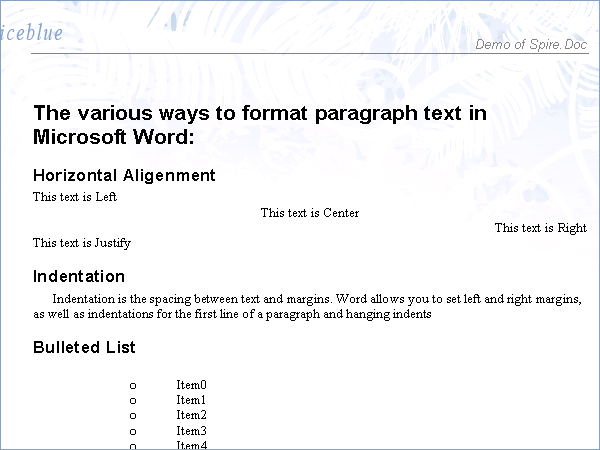 iceblue
Demo of Spire.Doc
The various ways to format paragraph text in
Microsoft Word:
Horizontal Aligenment
This text is Left
This text is Center
This text is Right
This text is Justify
Indentation
Indentation is the spacing between text and margins. Word allows you to set left and right margins,
as well as indentations for the first line of a paragraph and hanging indents
Bulleted List
o Item0
o Item1
o Item2
o Item3
o Item4